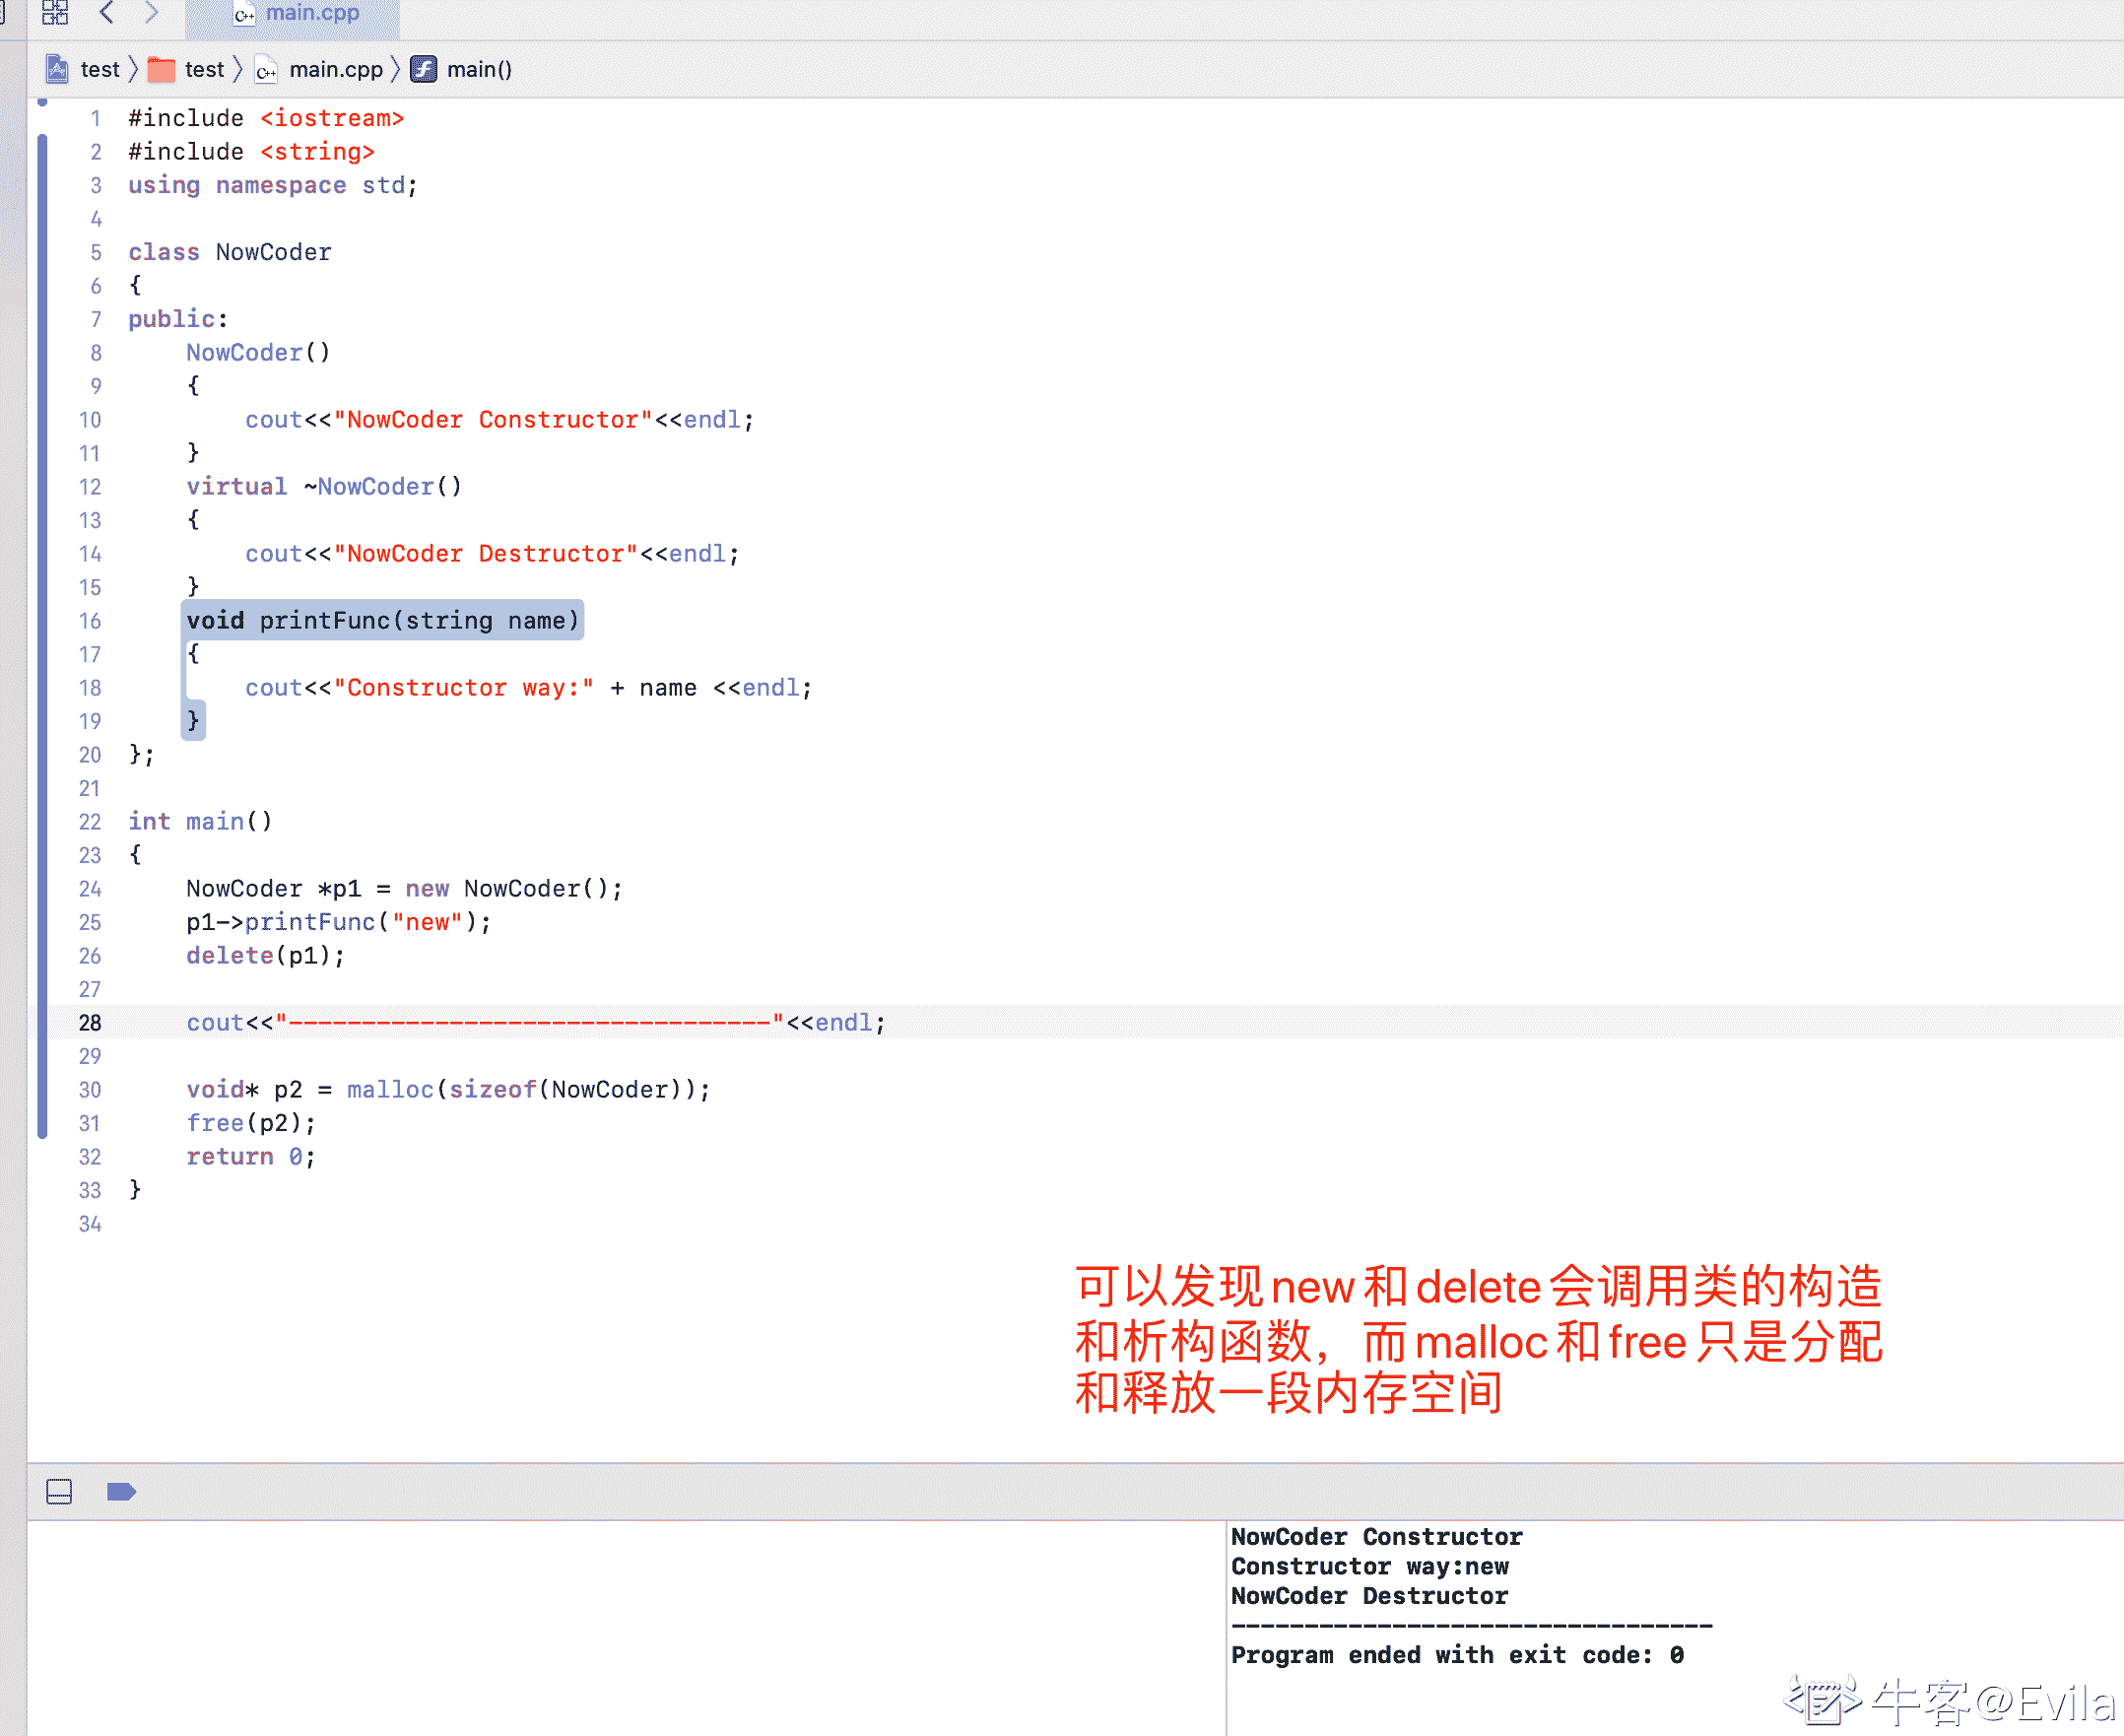 main.cpp
test test main.cpp main()
1 #include <iostream>
2 #include <string>
3 using namespace std;
4
5 class NowCoder
6 {
7 public:
8     NowCoder()
9     {
10         cout<<"NowCoder Constructor"<<endl;
11     }
12     virtual ~NowCoder()
13     {
14         cout<<"NowCoder Destructor"<<endl;
15     }
16     void printFunc(string name)
17     {
18         cout<<"Constructor way:" + name <<endl;
19     }
20 };
21
22 int main()
23 {
24     NowCoder *p1 = new NowCoder();
25     p1->printFunc("new");
26     delete(p1);
27
28     cout<<"---------------------------------"<<endl;
29
30     void* p2 = malloc(sizeof(NowCoder));
31     free(p2);
32     return 0;
33 }
34
可以发现new和delete会调用类的构造
和析构函数，而malloc和free只是分配
和释放一段内存空间
NowCoder Constructor
Constructor way:new
NowCoder Destructor
---------------------------------
Program ended with exit code: 0
牛客@Evila